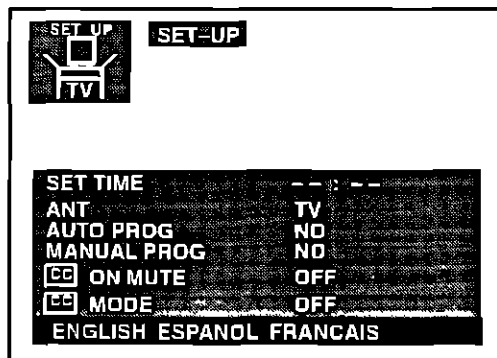 SET UP
TV
SET-UP
SET TIME – – : – –
ANT TV
AUTO PROG NO
MANUAL PROG NO
CC ON MUTE OFF
CC MODE OFF
ENGLISH ESPANOL FRANCAIS